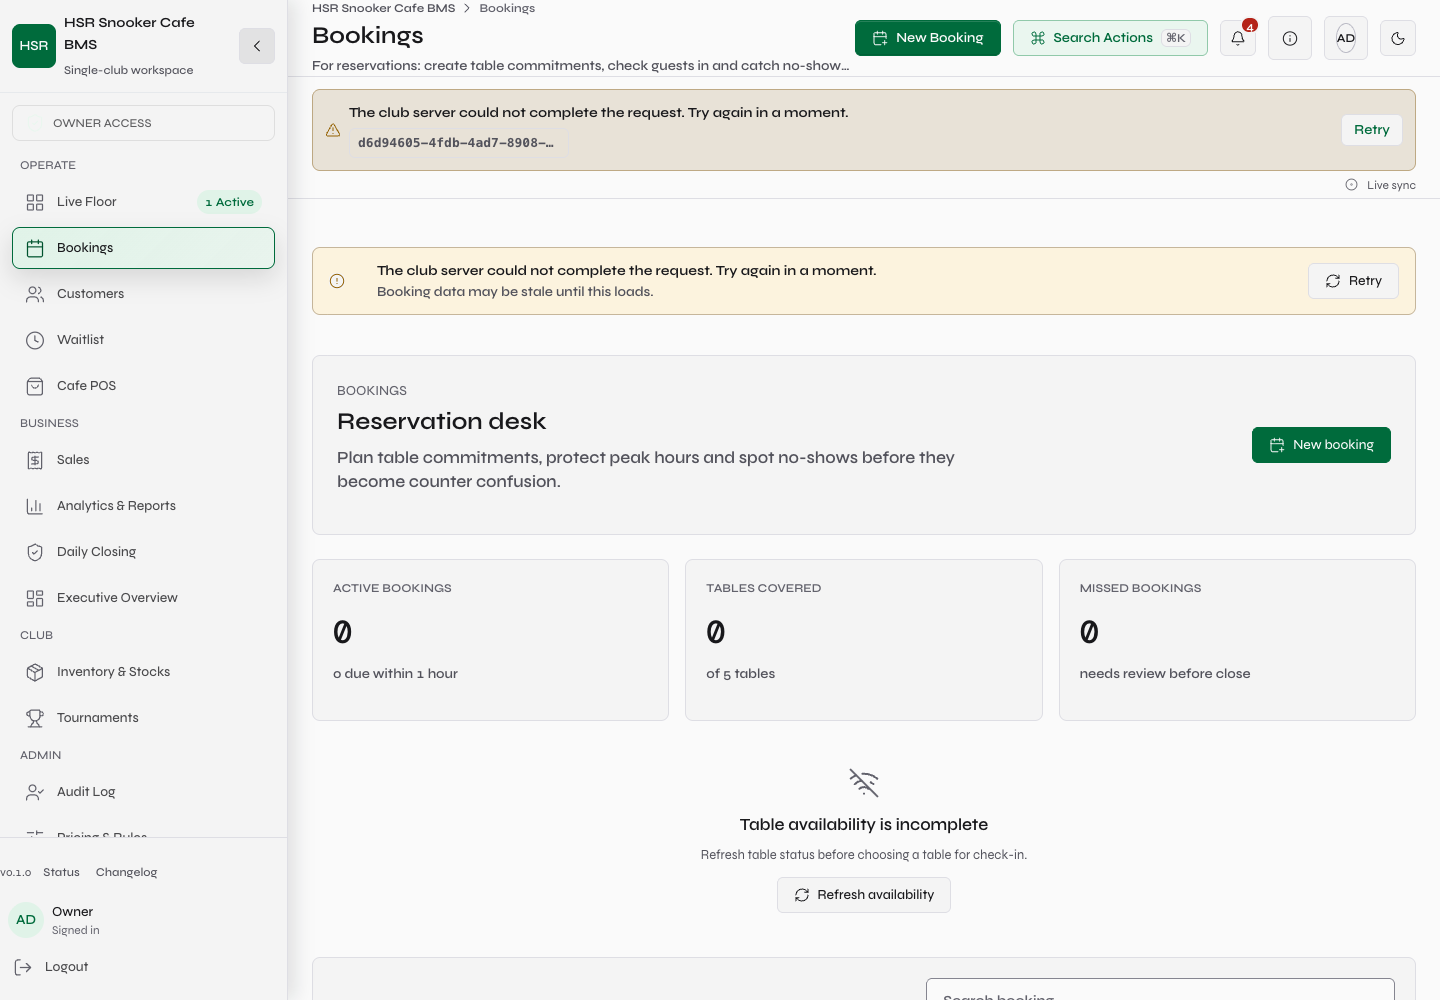 HSR
HSR Snooker Cafe
BMS
Single-club workspace
OWNER ACCESS
OPERATE
Live Floor
1 Active
Bookings
Customers
Waitlist
Cafe POS
BUSINESS
Sales
Analytics & Reports
Daily Closing
Executive Overview
CLUB
Inventory & Stocks
Tournaments
ADMIN
Audit Log
Pricing & Rules
v0.1.0
Status
Changelog
AD
Owner
Signed in
Logout
HSR Snooker Cafe BMS > Bookings
Bookings
For reservations: create table commitments, check guests in and catch no-show…
New Booking
Search Actions ⌘K
4
AD
The club server could not complete the request. Try again in a moment.
d6d94605-4fdb-4ad7-8908-…
Retry
Live sync
The club server could not complete the request. Try again in a moment.
Booking data may be stale until this loads.
Retry
BOOKINGS
Reservation desk
Plan table commitments, protect peak hours and spot no-shows before they
become counter confusion.
New booking
ACTIVE BOOKINGS
0
0 due within 1 hour
TABLES COVERED
0
of 5 tables
MISSED BOOKINGS
0
needs review before close
Table availability is incomplete
Refresh table status before choosing a table for check-in.
Refresh availability
Search booking